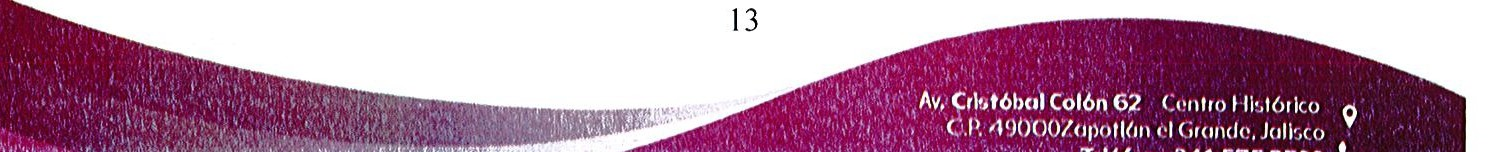 13
Av. Cristóbal Colón 62 Centro Histórico
C.P. 49000Zapotlán el Grande, Jalisco